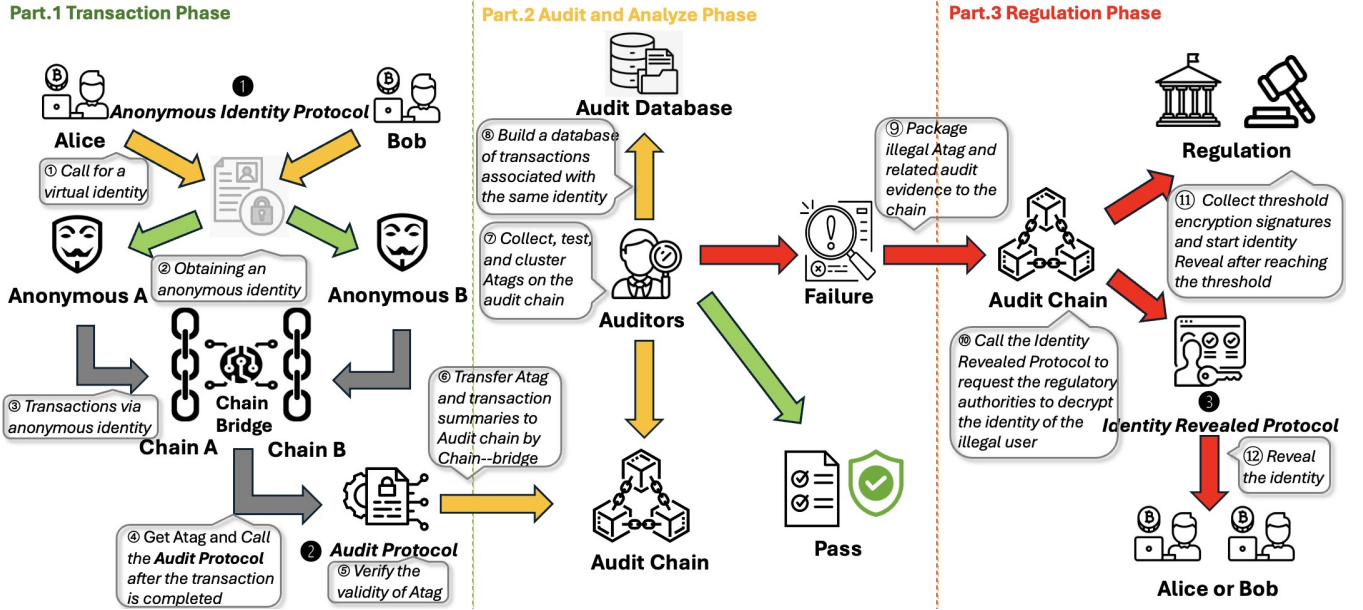 Part.1 Transaction Phase
❶
Anonymous Identity Protocol
Alice
Bob
① Call for a
virtual identity
② Obtaining an
anonymous identity
Anonymous A
Anonymous B
③ Transactions via
anonymous identity
Chain
Bridge
Chain A
Chain B
④ Get Atag and Call
the Audit Protocol
after the transaction
is completed
❷ Audit Protocol
⑤ Verify the
validity of Atag
Part.2 Audit and Analyze Phase
Audit Database
⑧ Build a database
of transactions
associated with
the same identity
⑦ Collect, test,
and cluster
Atags on the
audit chain
Auditors
Failure
⑥ Transfer Atag
and transaction
summaries to
Audit chain by
Chain--bridge
Audit Chain
Pass
Part.3 Regulation Phase
⑨ Package
illegal Atag and
related audit
evidence to the
chain
Regulation
Audit Chain
⑪ Collect threshold
encryption signatures
and start identity
Reveal after reaching
the threshold
⑩ Call the Identity
Revealed Protocol to
request the regulatory
authorities to decrypt
the identity of the
illegal user
❸
Identity Revealed Protocol
⑫ Reveal
the identity
Alice or Bob